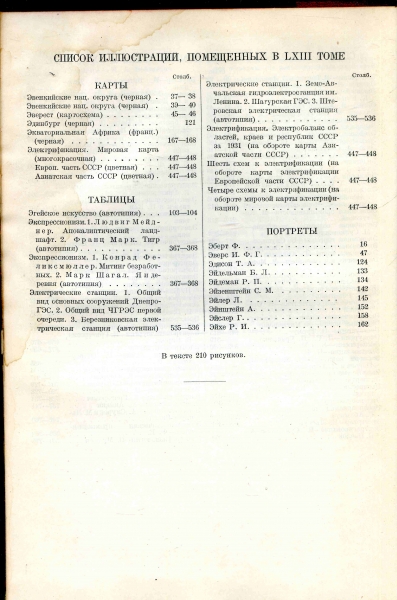 СПИСОК ИЛЛЮСТРАЦИЙ, ПОМЕЩЕННЫХ В LXIII ТОМЕ
Столб.
КАРТЫ
Эвенкийские нац. округа (черная) . 37— 38
Эвенкийские нац. округа (черная) . 39— 40
Эверест (картосхема) . . . . . . . . . 45— 46
Эдинбург (черная) . . . . . . . . . . 121
Экваториальная Африка (франц.)
(черная) . . . . . . . . . . . . . . 167—168
Электрификация. Мировая карта
(многокрасочная) . . . . . . . . . 447—448
Европ. часть СССР (цветная) . . . 447—448
Азиатская часть СССР (цветная) . 447—448
ТАБЛИЦЫ
Эгейское искусство (автотипия) . . . 103—104
Экспрессионизм. 1. Людвиг Мейд-
нер. Апокалиптический ланд-
шафт. 2. Франц Марк. Тигр
(автотипия) . . . . . . . . . . . . 367—368
Экспрессионизм. 1. Конрад Фе-
ликсмюллер. Митинг безработ-
ных. 2. Марк Шагал. Я и де-
ревня (автотипия) . . . . . . . . . 367—368
Электрические станции. 1. Общий
вид основных сооружений Днепро-
ГЭС. 2. Общий вид ЧГРЭС первой
очереди. 3. Березниковская элек-
трическая станция (автотипия) 535—536
Столб.
Электрические станции. 1. Земо-Ав-
чальская гидроэлектростанция им.
Ленина. 2. Шатурская ГЭС. 3. Ште-
ровская электрическая станция
(автотипия) . . . . . . . . . . . . 535—536
Электрификация. Электробаланс об-
ластей, краев и республик СССР
за 1931 (на обороте карты Ази-
атской части СССР) . . . . . . . 447—448
Шесть схем к электрификации (на
обороте карты электрификации
Европейской части СССР) . . . . 447—448
Четыре схемы к электрификации (на
обороте мировой карты электрифи-
кации) . . . . . . . . . . . . . . 447—448
ПОРТРЕТЫ
Эберт Ф. . . . . . . . . . . . . . . 16
Эверс И. Ф. Г. . . . . . . . . . . . 47
Эдисон Т. А. . . . . . . . . . . . . 124
Эйдельман Б. Л. . . . . . . . . . . 133
Эйдеман Р. П. . . . . . . . . . . . 134
Эйзенштейн С. М. . . . . . . . . . 142
Эйлер Л. . . . . . . . . . . . . . . 145
Эйнштейн А. . . . . . . . . . . . . 152
Эйслер Г. . . . . . . . . . . . . . . 158
Эйхе Р. И. . . . . . . . . . . . . . 162
В тексте 210 рисунков.